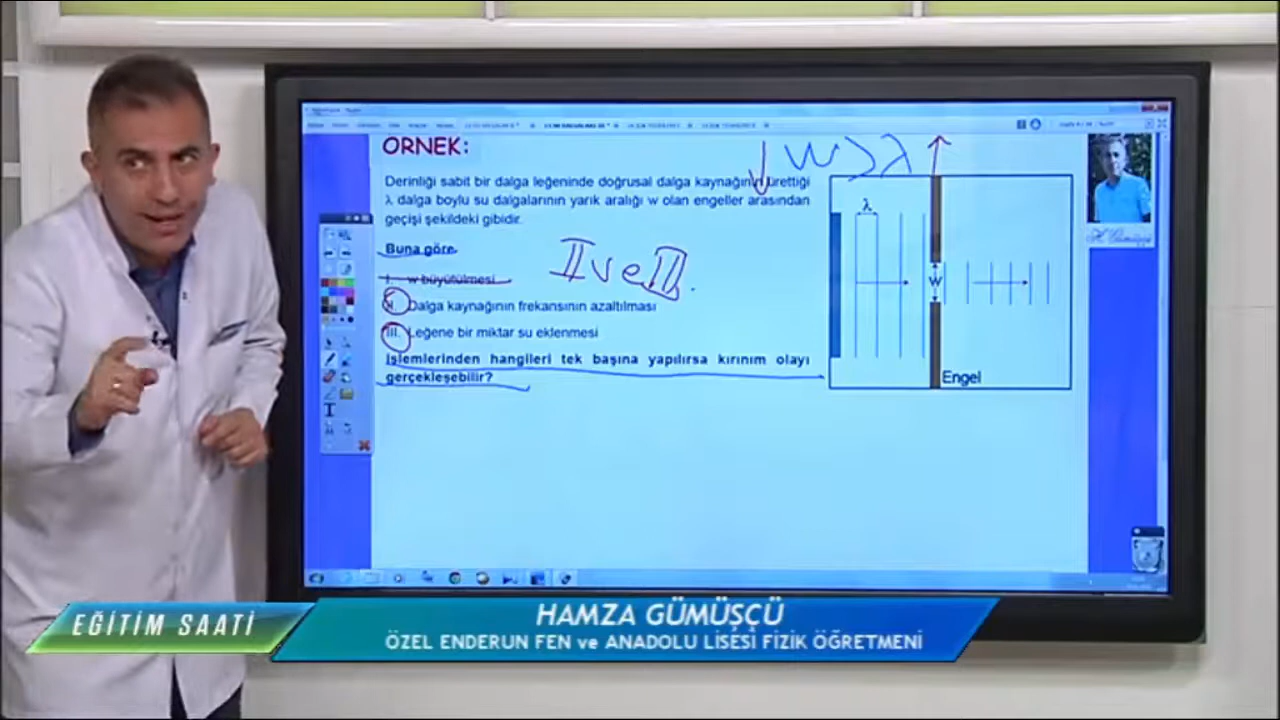 ÖRNEK:
Derinliği sabit bir dalga leğeninde doğrusal dalga kaynağının ürettiği
λ dalga boylu su dalgalarının yarık aralığı w olan engeller arasından
geçişi şekildeki gibidir.
Buna göre
I. w büyütülmesi
II. Dalga kaynağının frekansının azaltılması
III. Leğene bir miktar su eklenmesi
işlemlerinden hangileri tek başına yapılırsa kırınım olayı
gerçekleşebilir?
II ve III
W > λ
λ
W
Engel
H. Gümüşçü
T
EĞİTİM SAATİ
HAMZA GÜMÜŞÇÜ
ÖZEL ENDERUN FEN ve ANADOLU LİSESİ FİZİK ÖĞRETMENİ